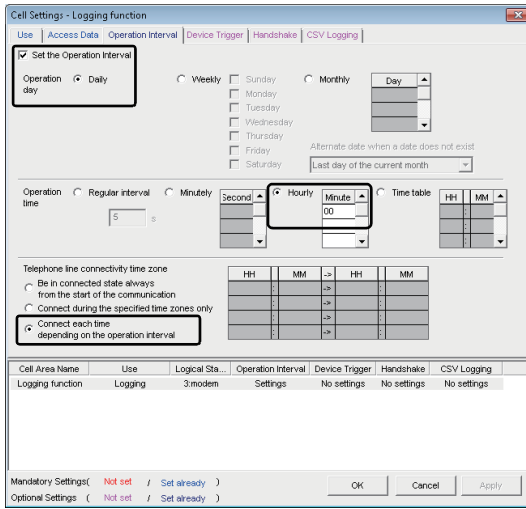 Cell Settings - Logging function
Use Access Data Operation Interval Device Trigger Handshake CSV Logging
Set the Operation Interval
Operation day Daily Weekly Sunday Monthly Day
Monday
Tuesday
Wednesday
Thursday
Friday Alternate date when a date does not exist
Saturday Last day of the current month
Operation time Regular interval Minutely Second Hourly Minute Time table HH MM
5 s 00
: 
Telephone line connectivity time zone
HH MM -> HH MM
Be in connected state always : -> :
from the start of the communication : -> :
Connect during the specified time zones only : -> :
Connect each time : -> :
depending on the operation interval : -> :
Cell Area Name Use Logical Sta... Operation Interval Device Trigger Handshake CSV Logging
Logging function Logging 3:modem Settings No settings No settings No settings
Mandatory Settings( Not set / Set already ) OK Cancel Apply
Optional Settings ( Not set / Set already )